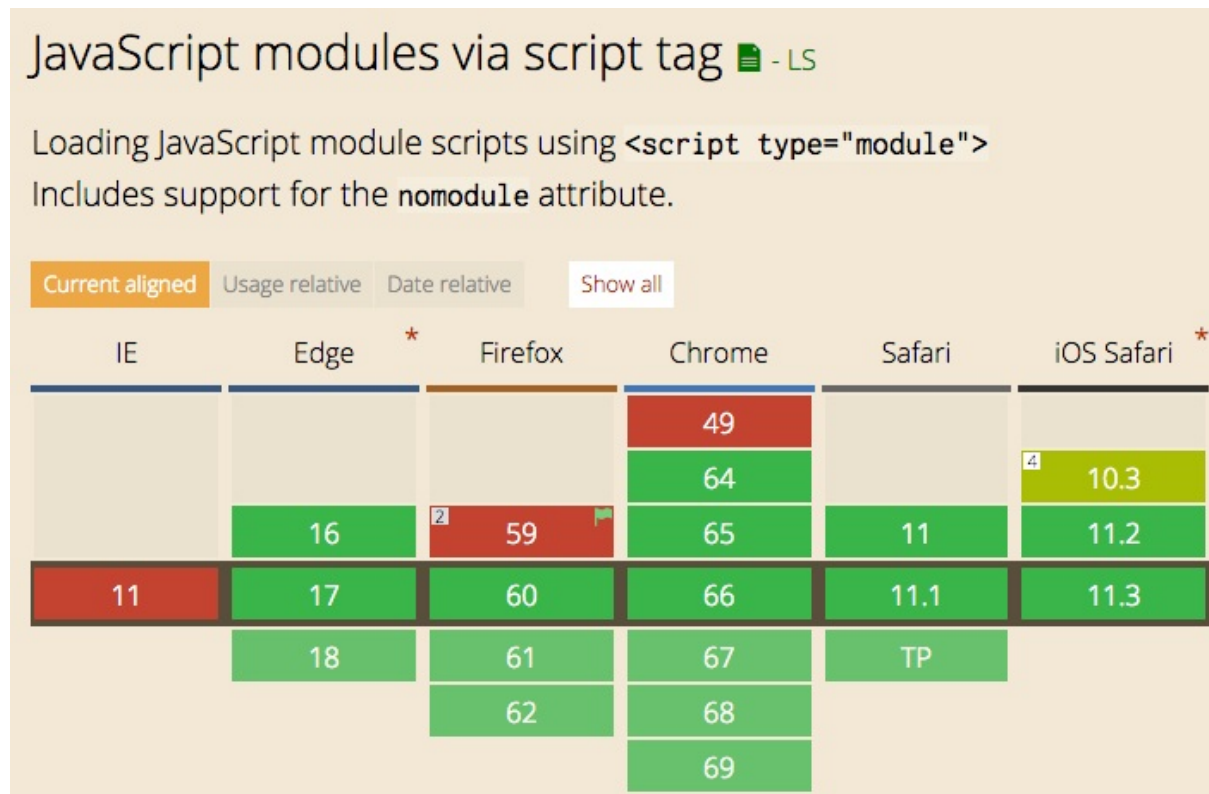 JavaScript modules via script tag - LS
Loading JavaScript module scripts using <script type="module">
Includes support for the nomodule attribute.
Current aligned Usage relative Date relative Show all
IE Edge * Firefox Chrome Safari iOS Safari *
49
64 4 10.3
16 2 59 65 11 11.2
11 17 60 66 11.1 11.3
18 61 67 TP
62 68
69